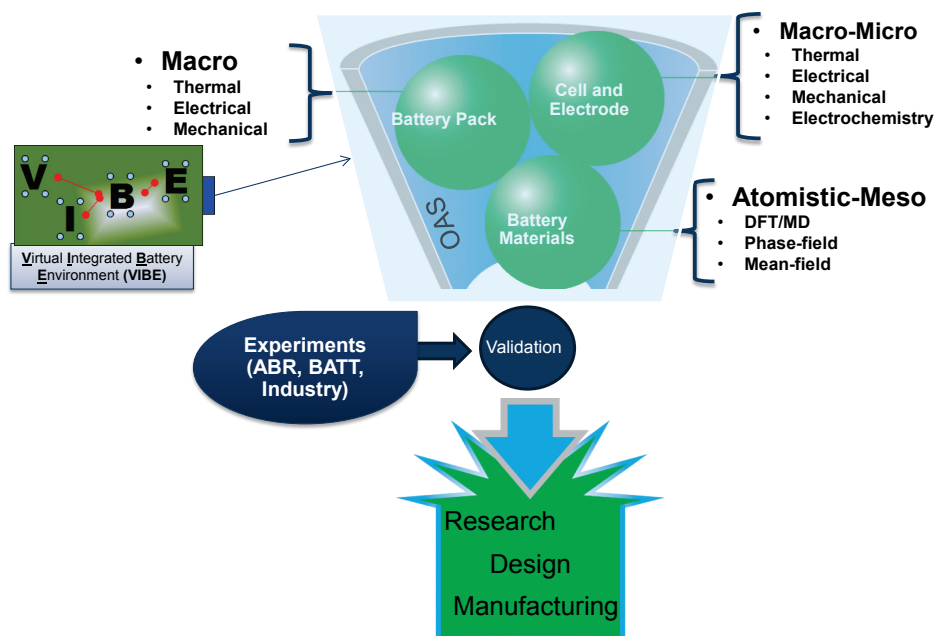 • Macro
• Thermal
• Electrical
• Mechanical
• Macro-Micro
• Thermal
• Electrical
• Mechanical
• Electrochemistry
Battery Pack
Cell and
Electrode
Battery
Materials
OAS
• Atomistic-Meso
• DFT/MD
• Phase-field
• Mean-field
V
I
B
E
Virtual Integrated Battery
Environment (VIBE)
Experiments
(ABR, BATT,
Industry)
Validation
Research
Design
Manufacturing